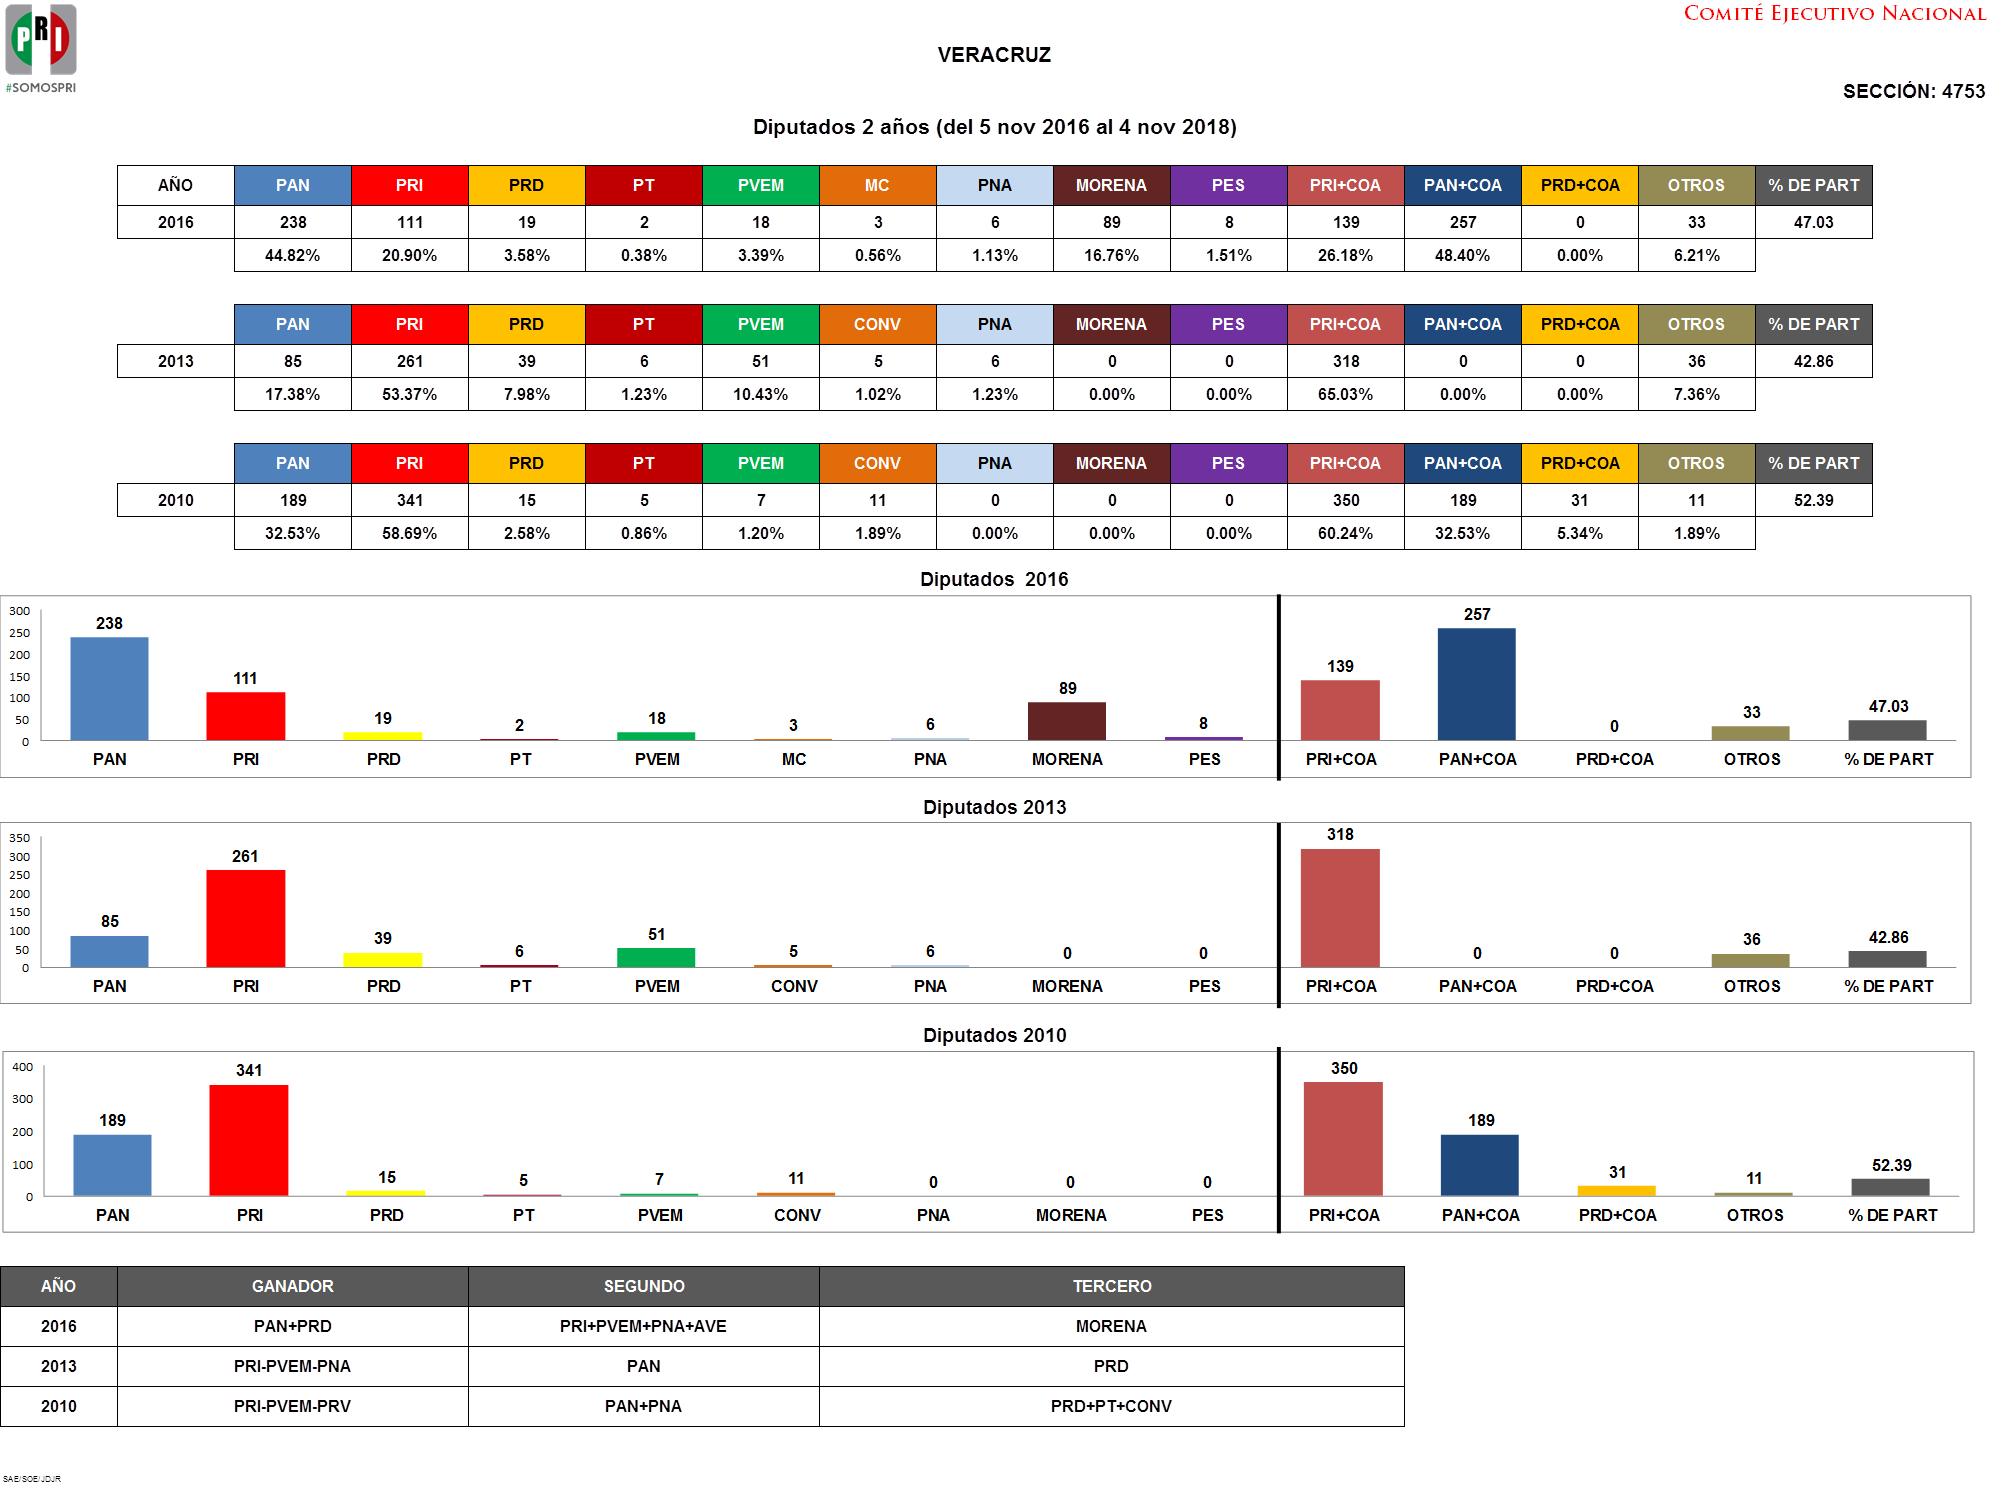 PRI
#SOMOSPRI
COMITÉ EJECUTIVO NACIONAL
VERACRUZ
SECCIÓN: 4753
Diputados 2 años (del 5 nov 2016 al 4 nov 2018)
AÑO PAN PRI PRD PT PVEM MC PNA MORENA PES PRI+COA PAN+COA PRD+COA OTROS % DE PART
2016 238 111 19 2 18 3 6 89 8 139 257 0 33 47.03
44.82% 20.90% 3.58% 0.38% 3.39% 0.56% 1.13% 16.76% 1.51% 26.18% 48.40% 0.00% 6.21%
PAN PRI PRD PT PVEM CONV PNA MORENA PES PRI+COA PAN+COA PRD+COA OTROS % DE PART
2013 85 261 39 6 51 5 6 0 0 318 0 0 36 42.86
17.38% 53.37% 7.98% 1.23% 10.43% 1.02% 1.23% 0.00% 0.00% 65.03% 0.00% 0.00% 7.36%
PAN PRI PRD PT PVEM CONV PNA MORENA PES PRI+COA PAN+COA PRD+COA OTROS % DE PART
2010 189 341 15 5 7 11 0 0 0 350 189 31 11 52.39
32.53% 58.69% 2.58% 0.86% 1.20% 1.89% 0.00% 0.00% 0.00% 60.24% 32.53% 5.34% 1.89%
Diputados 2016
300
250
200
150
100
50
0
238 111 19 2 18 3 6 89 8 139 257 0 33 47.03
PAN PRI PRD PT PVEM MC PNA MORENA PES PRI+COA PAN+COA PRD+COA OTROS % DE PART
Diputados 2013
350
300
250
200
150
100
50
0
85 261 39 6 51 5 6 0 0 318 0 0 36 42.86
PAN PRI PRD PT PVEM CONV PNA MORENA PES PRI+COA PAN+COA PRD+COA OTROS % DE PART
Diputados 2010
400
300
200
100
0
189 341 15 5 7 11 0 0 0 350 189 31 11 52.39
PAN PRI PRD PT PVEM CONV PNA MORENA PES PRI+COA PAN+COA PRD+COA OTROS % DE PART
AÑO GANADOR SEGUNDO TERCERO
2016 PAN+PRD PRI+PVEM+PNA+AVE MORENA
2013 PRI-PVEM-PNA PAN PRD
2010 PRI-PVEM-PRV PAN+PNA PRD+PT+CONV
SAE/SOE/JDJR